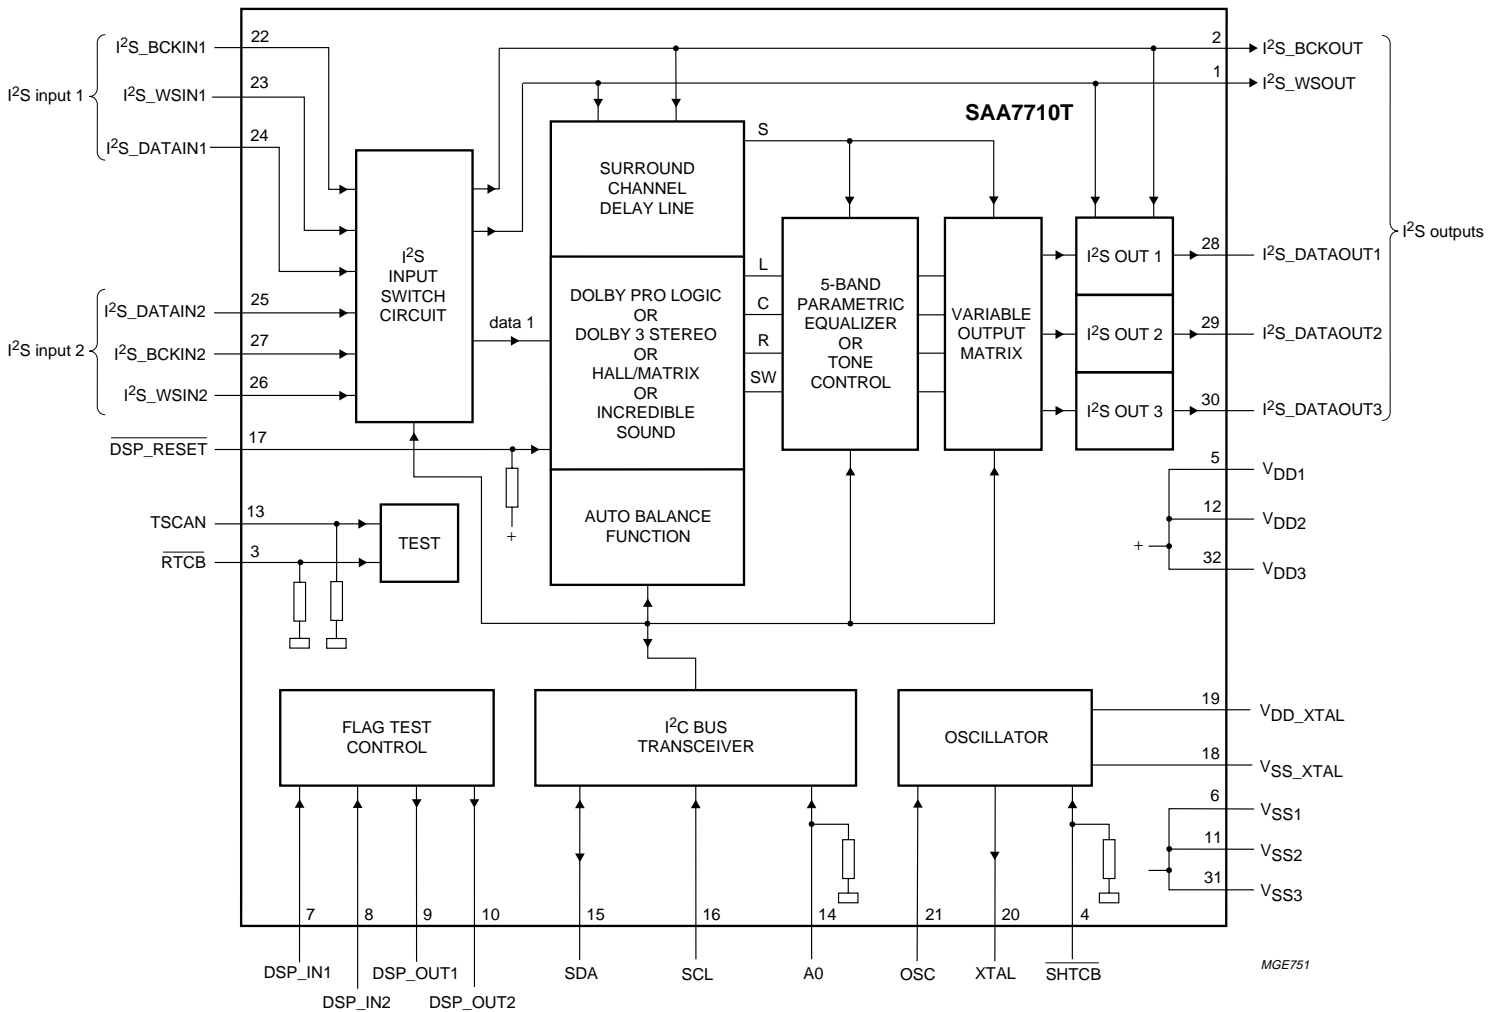 I²S input 1
I²S_BCKIN1
22
I²S_WSIN1
23
I²S_DATAIN1
24
I²S input 2
I²S_DATAIN2
25
I²S_BCKIN2
27
I²S_WSIN2
26
DSP_RESET
17
TSCAN
13
RTCB
3
I²S
INPUT
SWITCH
CIRCUIT
data 1
TEST
+
SURROUND
CHANNEL
DELAY LINE
DOLBY PRO LOGIC
OR
DOLBY 3 STEREO
OR
HALL/MATRIX
OR
INCREDIBLE
SOUND
AUTO BALANCE
FUNCTION
S
L
C
R
SW
5-BAND
PARAMETRIC
EQUALIZER
OR
TONE
CONTROL
VARIABLE
OUTPUT
MATRIX
SAA7710T
I²S OUT 1
I²S OUT 2
I²S OUT 3
2
I²S_BCKOUT
1
I²S_WSOUT
I²S outputs
28
I²S_DATAOUT1
29
I²S_DATAOUT2
30
I²S_DATAOUT3
5
VDD1
12
VDD2
+
32
VDD3
FLAG TEST
CONTROL
I²C BUS
TRANSCEIVER
OSCILLATOR
19
VDD_XTAL
18
VSS_XTAL
6
VSS1
11
VSS2
31
VSS3
7
8
9
10
15
16
14
21
20
4
DSP_IN1
DSP_IN2
DSP_OUT1
DSP_OUT2
SDA
SCL
A0
OSC
XTAL
SHTCB
MGE751